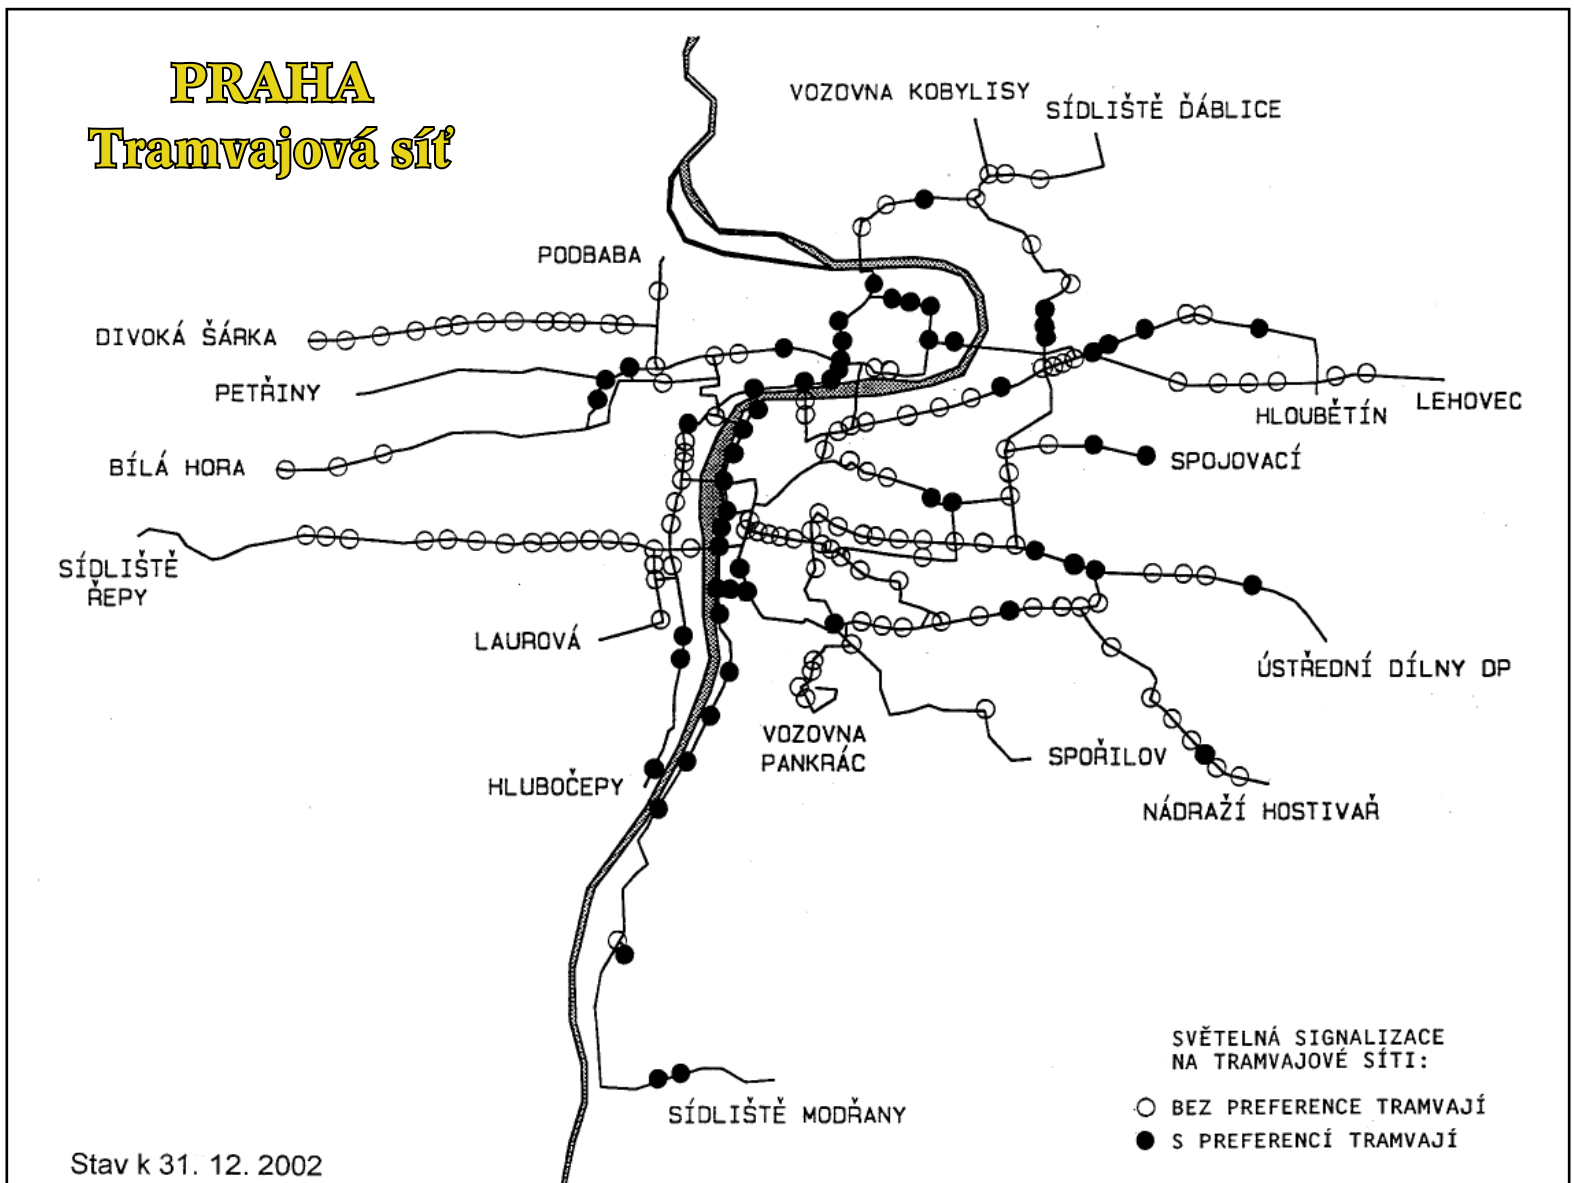 PRAHA
Tramvajová síť
VOZOVNA KOBYLISY
SÍDLIŠTĚ ĎÁBLICE
PODBABA
DIVOKÁ ŠÁRKA
PETŘINY
HLOUBĚTÍN
LEHOVEC
BÍLÁ HORA
SPOJOVACÍ
SÍDLIŠTĚ
ŘEPY
LAUROVÁ
ÚSTŘEDNÍ DÍLNY DP
VOZOVNA
PANKRÁC
SPOŘILOV
HLUBOČEPY
NÁDRAŽÍ HOSTIVAŘ
SÍDLIŠTĚ MODŘANY
SVĚTELNÁ SIGNALIZACE
NA TRAMVAJOVÉ SÍTI:
BEZ PREFERENCE TRAMVAJÍ
S PREFERENCÍ TRAMVAJÍ
Stav k 31. 12. 2002